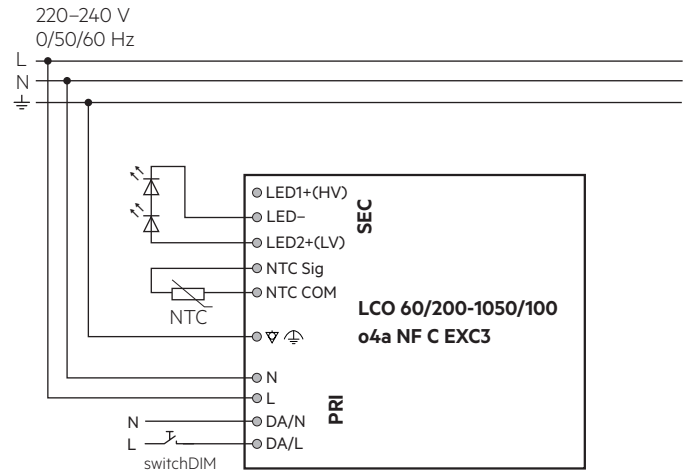 220–240 V
0/50/60 Hz
L
N
LED1+(HV)
LED–
LED2+(LV)
SEC
NTC Sig
NTC COM
NTC
LCO 60/200-1050/100
o4a NF C EXC3
N
L
PRI
N
DA/N
L
DA/L
switchDIM